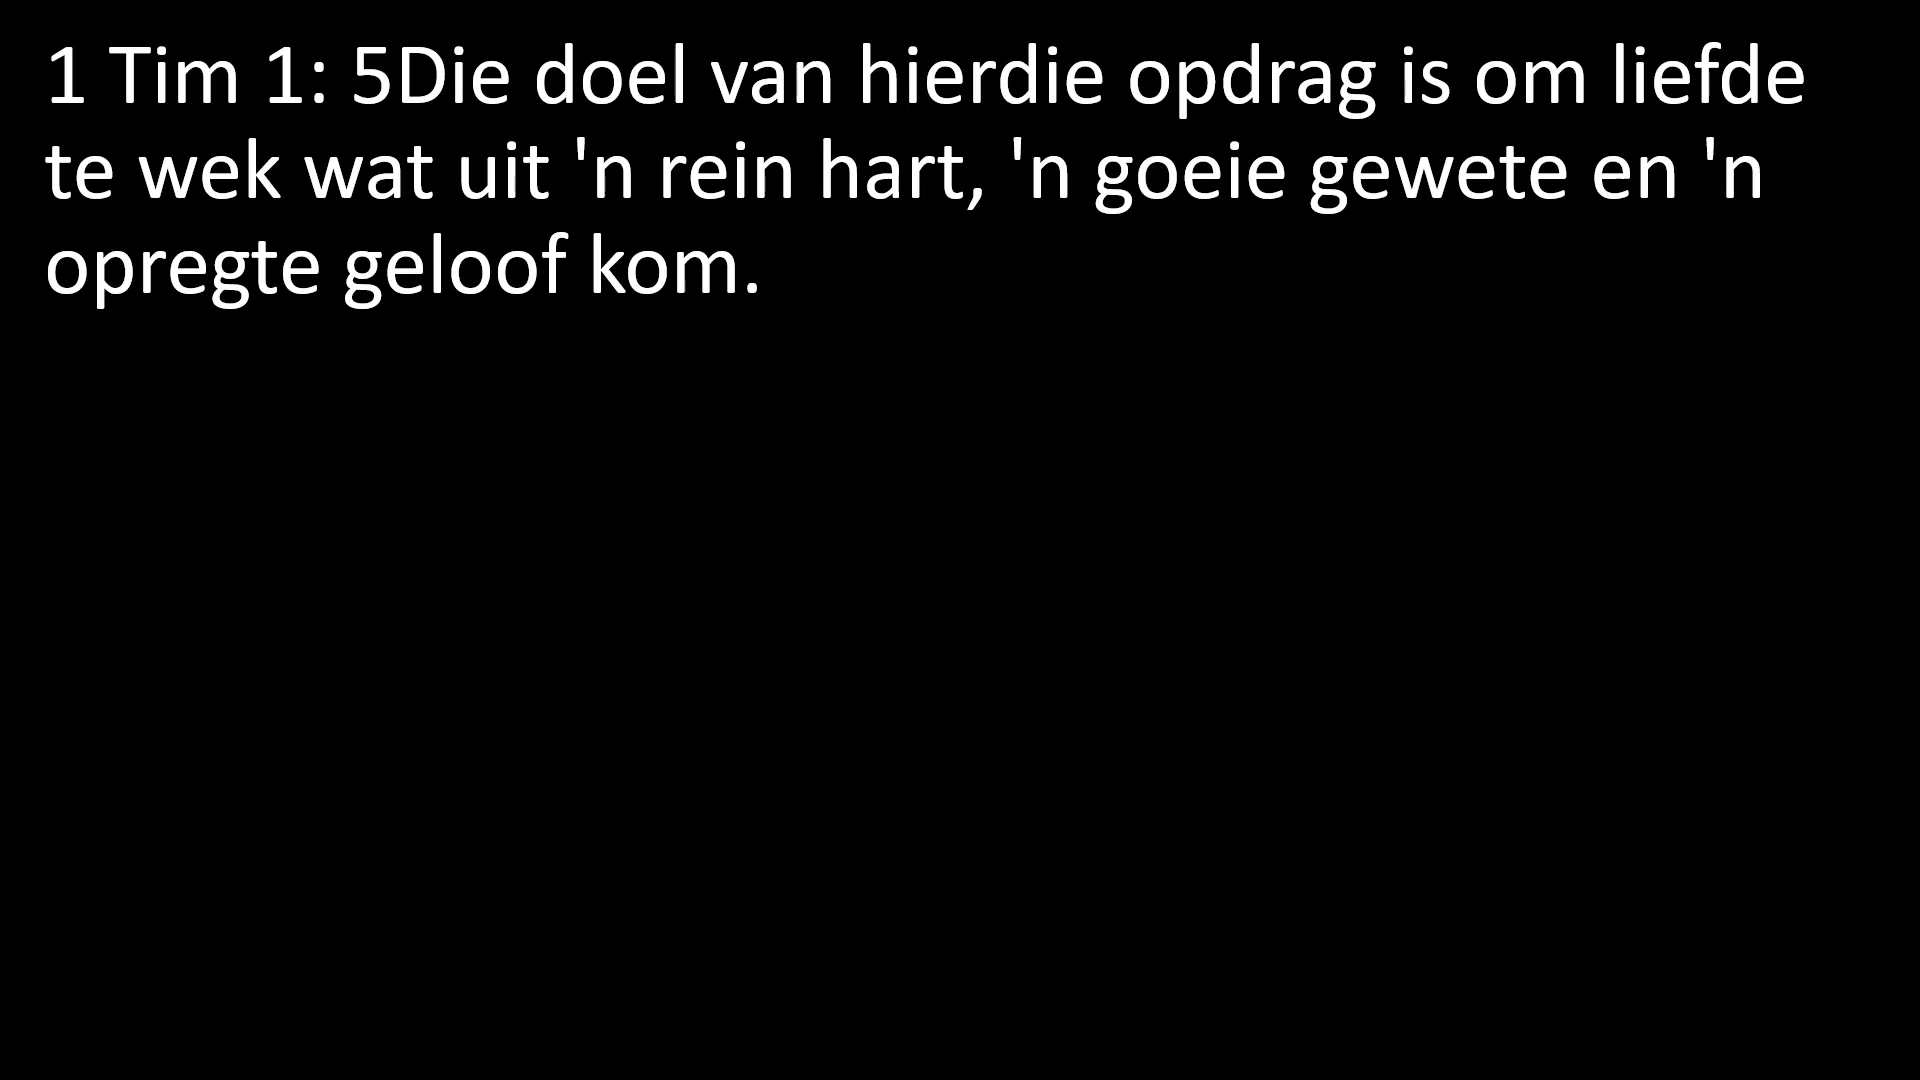 1 Tim 1: 5Die doel van hierdie opdrag is om liefde
te wek wat uit 'n rein hart, 'n goeie gewete en 'n
opregte geloof kom.